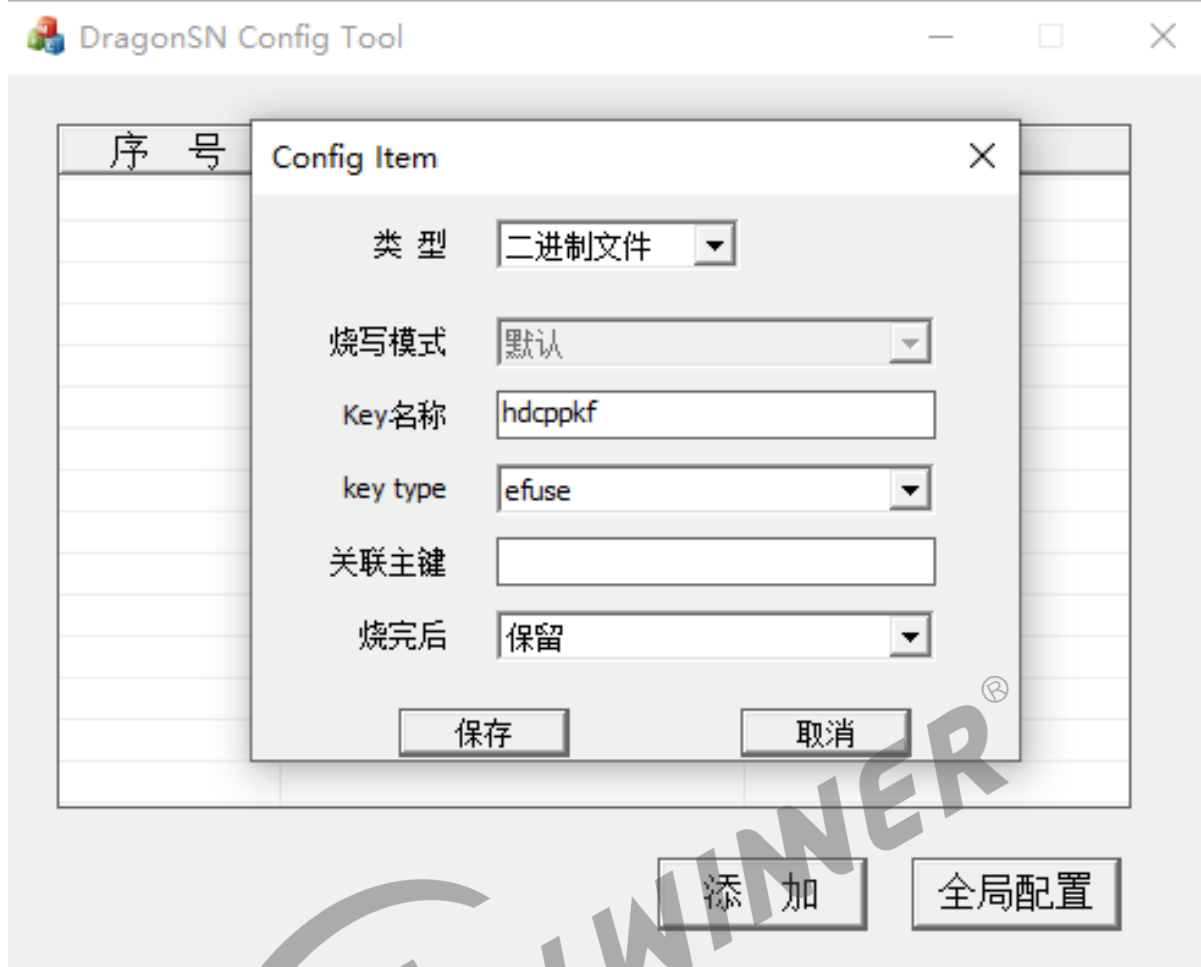 DragonSN Config Tool
序 号
Config Item
类 型
二进制文件
烧写模式
默认
Key名称
hdcppkf
key type
efuse
关联主键
烧完后
保留
保存
取消
添 加
全局配置